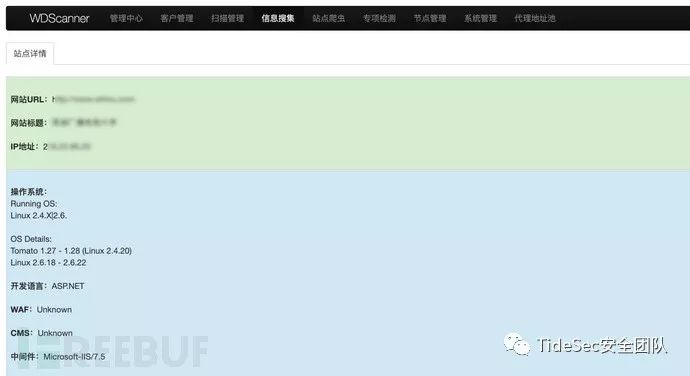 WDScanner 管理中心 客户管理 扫描管理 信息搜集 站点爬虫 专项检测 节点管理 系统管理 代理地址池
站点详情
网站URL：
网站标题：
IP地址：2
操作系统：
Running OS:
Linux 2.4.X|2.6.
OS Details:
Tomato 1.27 - 1.28 (Linux 2.4.20)
Linux 2.6.18 - 2.6.22
开发语言：ASP.NET
WAF：Unknown
CMS：Unknown
中间件：Microsoft-IIS/7.5
REEBUF
TideSec安全团队